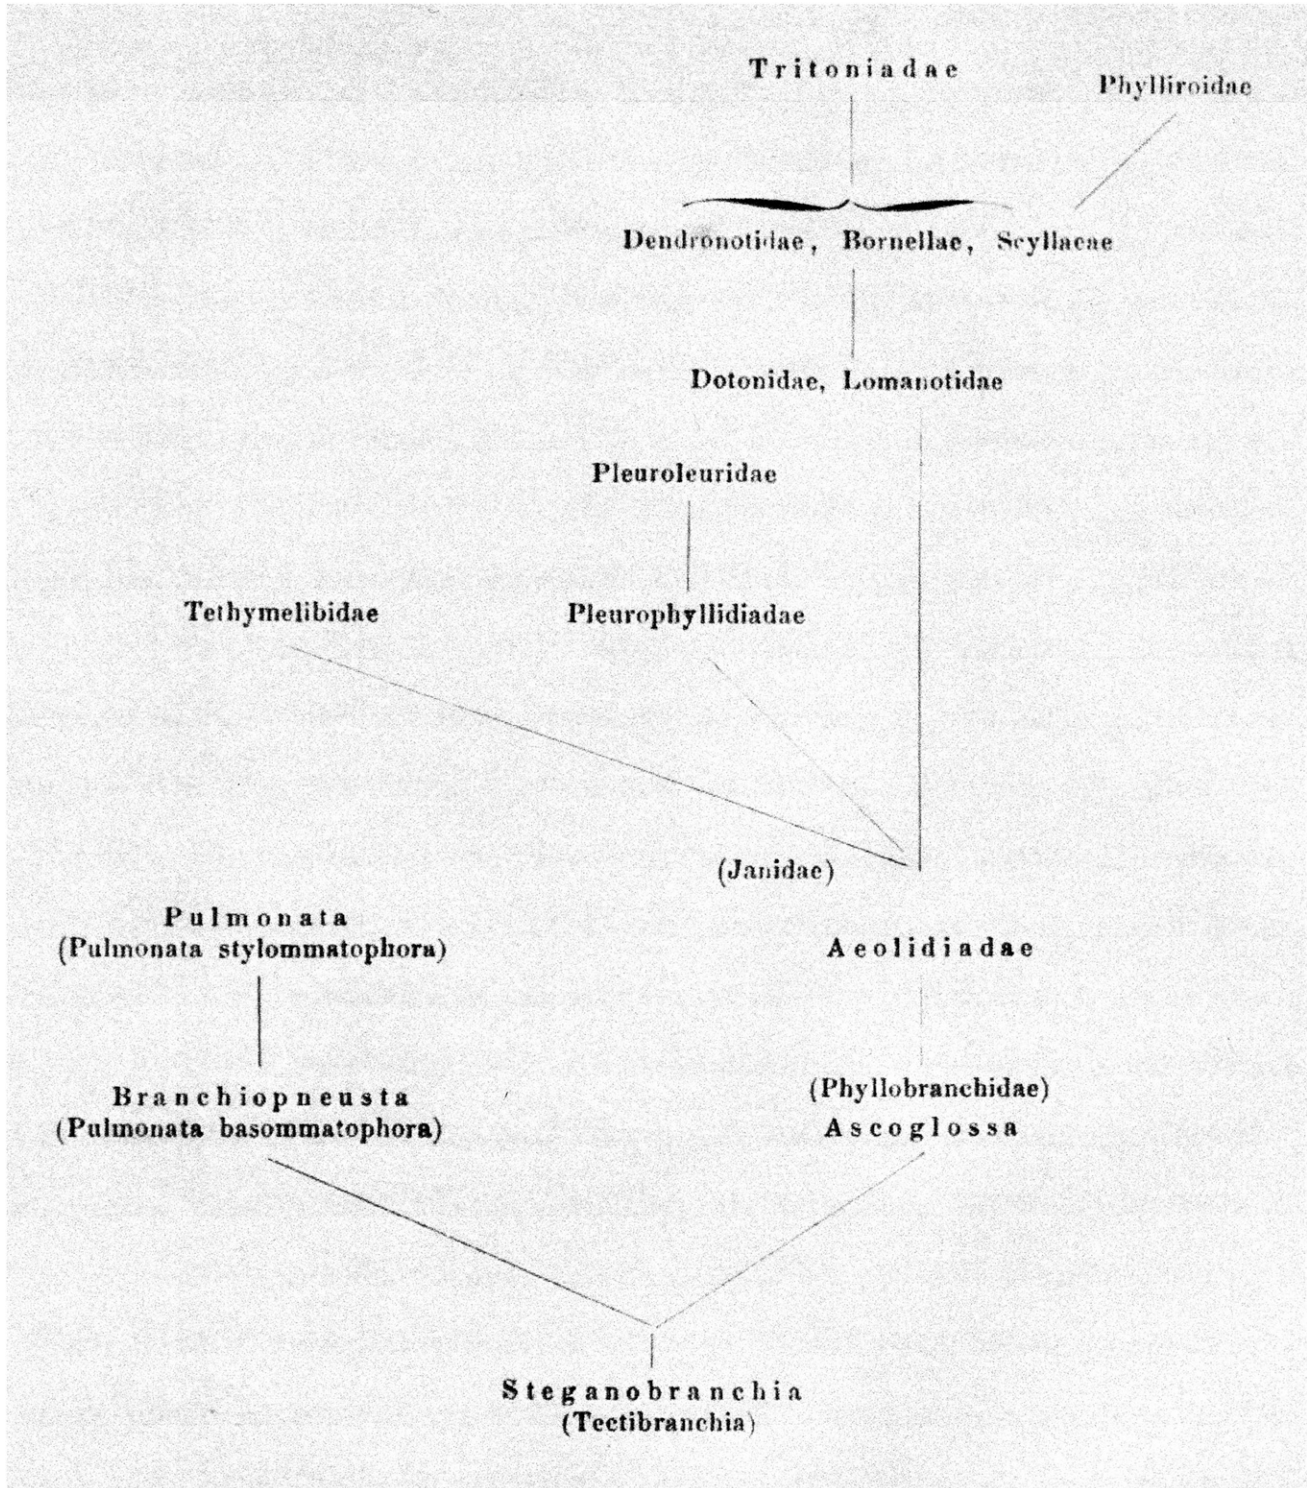 Tritoniadae
Phylliroidae
Dendronotidae, Bornellae, Scyllaeae
Dotonidae, Lomanotidae
Pleuroleuridae
Tethymelibidae
Pleurophyllidiadae
(Janidae)
Pulmonata
(Pulmonata stylommatophora)
Aeolidiadae
Branchiopneusta
(Pulmonata basommatophora)
(Phyllobranchidae)
Ascoglossa
Steganobranchia
(Tectibranchia)